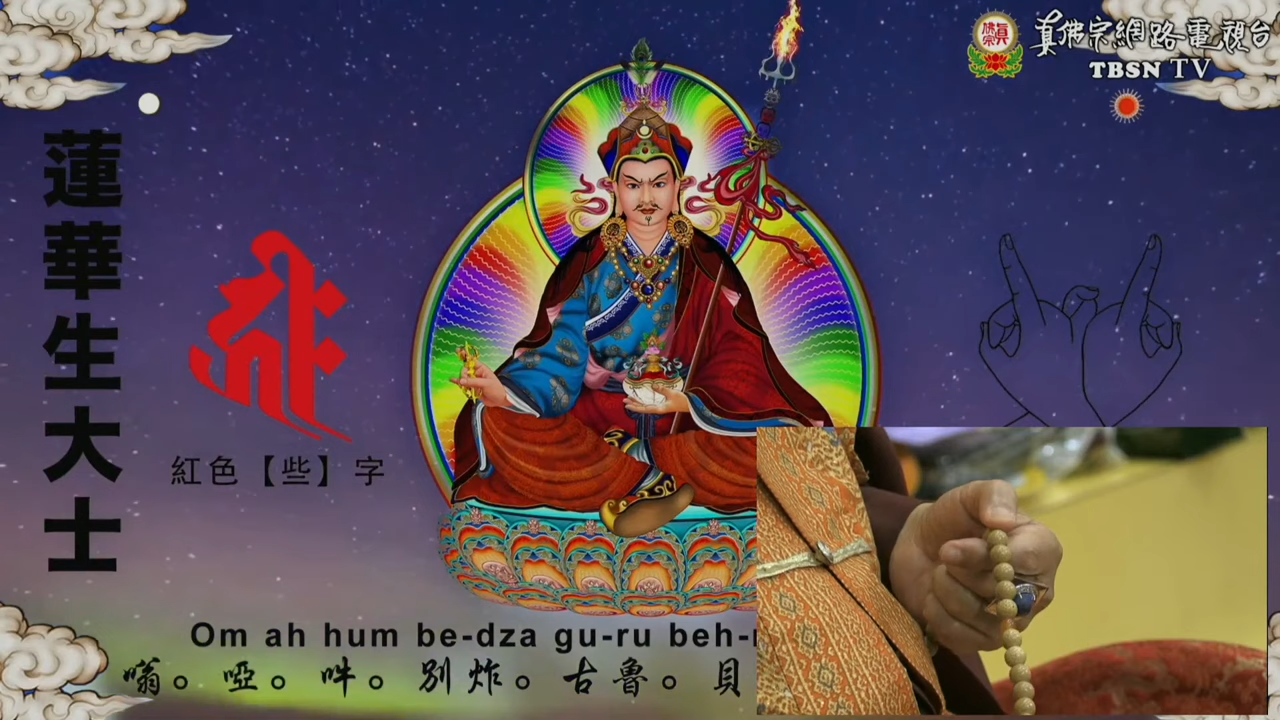 真佛宗網路電視台
TBSN TV
蓮華生大士
紅色【些】字
Om ah hum be-dza gu-ru beh-
嗡。啞。吽。別炸。古魯。貝